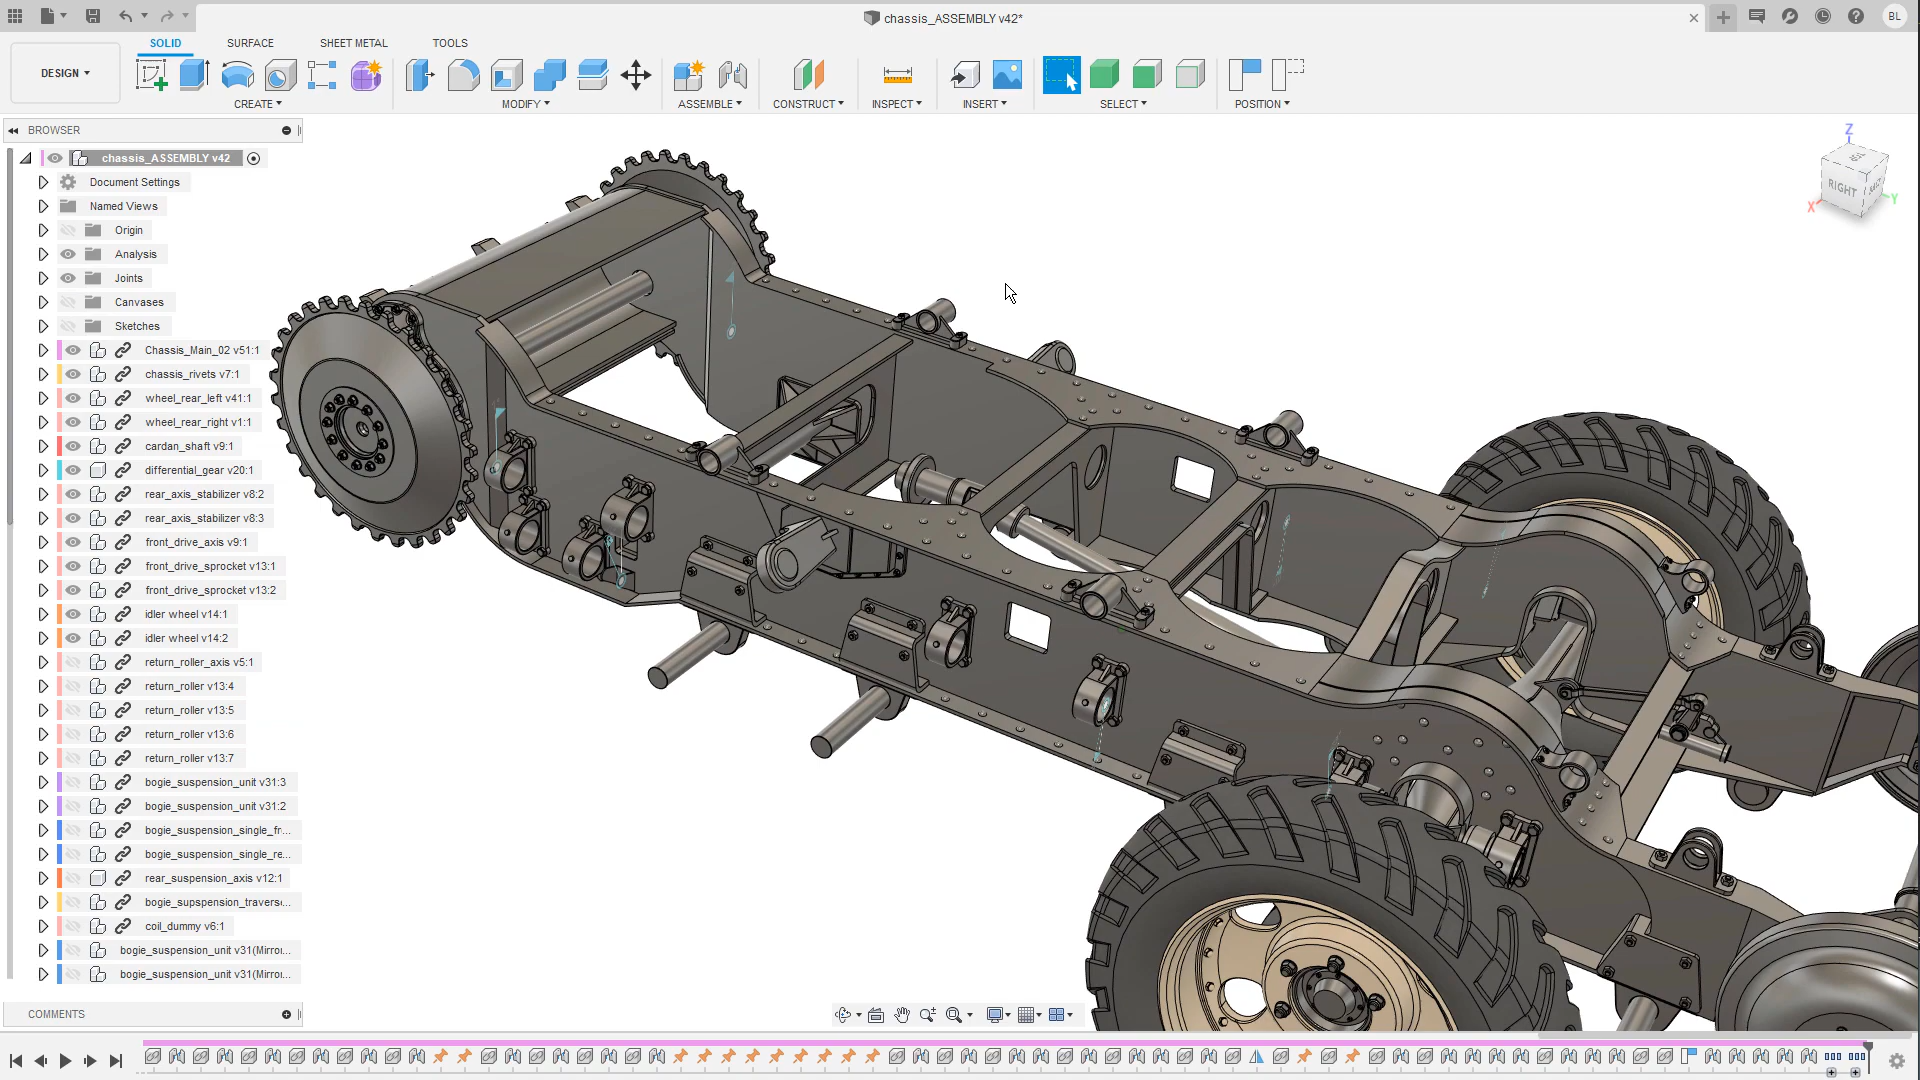 chassis_ASSEMBLY v42*
BL
DESIGN
SOLID
SURFACE
SHEET METAL
TOOLS
CREATE
MODIFY
ASSEMBLE
CONSTRUCT
INSPECT
INSERT
SELECT
POSITION
BROWSER
chassis_ASSEMBLY v42
Document Settings
Named Views
Origin
Analysis
Joints
Canvases
Sketches
Chassis_Main_02 v51:1
chassis_rivets v7:1
wheel_rear_left v41:1
wheel_rear_right v1:1
cardan_shaft v9:1
differential_gear v20:1
rear_axis_stabilizer v8:2
rear_axis_stabilizer v8:3
front_drive_axis v9:1
front_drive_sprocket v13:1
front_drive_sprocket v13:2
idler wheel v14:1
idler wheel v14:2
return_roller_axis v5:1
return_roller v13:4
return_roller v13:5
return_roller v13:6
return_roller v13:7
bogie_suspension_unit v31:3
bogie_suspension_unit v31:2
bogie_suspension_single_fr...
bogie_suspension_single_re...
rear_suspension_axis v12:1
bogie_supspension_travers...
coil_dummy v6:1
bogie_suspension_unit v31(Mirror...
bogie_suspension_unit v31(Mirror...
COMMENTS
Z
TOP
RIGHT
BACK
X
Y